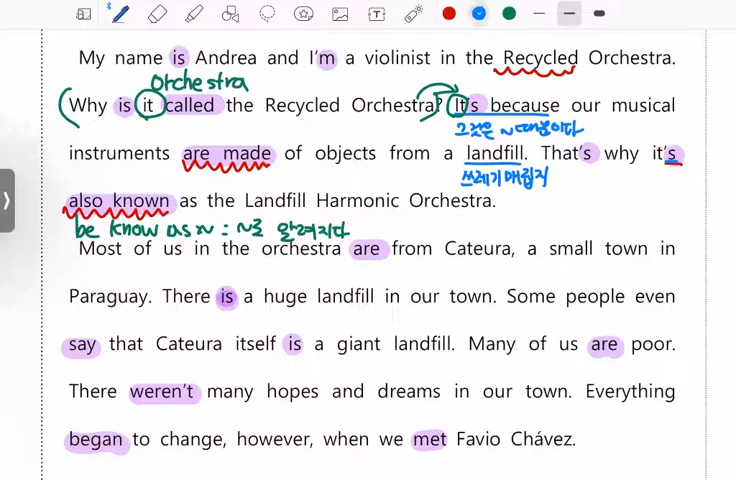 My name is Andrea and I'm a violinist in the Recycled Orchestra.
orchestra
(Why is it called the Recycled Orchestra? It's because our musical
그것은 ~때문이다
instruments are made of objects from a landfill. That's why it's
쓰레기 매립지
also known as the Landfill Harmonic Orchestra.
be know as ~ : ~로 알려지다
Most of us in the orchestra are from Cateura, a small town in
Paraguay. There is a huge landfill in our town. Some people even
say that Cateura itself is a giant landfill. Many of us are poor.
There weren't many hopes and dreams in our town. Everything
began to change, however, when we met Favio Chávez.